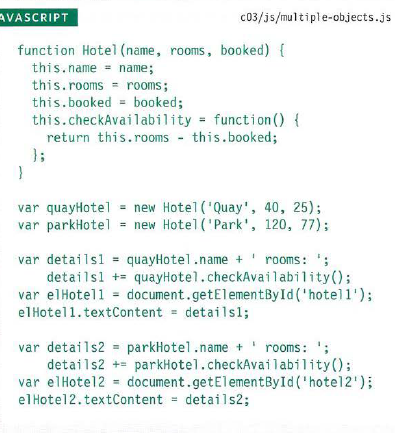 AVASCRIPT
c03/js/multiple-objects.js
function Hotel(name, rooms, booked) {
this.name = name;
this.rooms = rooms;
this.booked = booked;
this.checkAvailability = function() {
return this.rooms - this.booked;
};
}
var quayHotel = new Hotel('Quay', 40, 25);
var parkHotel = new Hotel('Park', 120, 77);
var details1 = quayHotel.name + ' rooms: ';
details1 += quayHotel.checkAvailability();
var elHotel1 = document.getElementById('hotel1');
elHotel1.textContent = details1;
var details2 = parkHotel.name + ' rooms: ';
details2 += parkHotel.checkAvailability();
var elHotel2 = document.getElementById('hotel2');
elHotel2.textContent = details2;